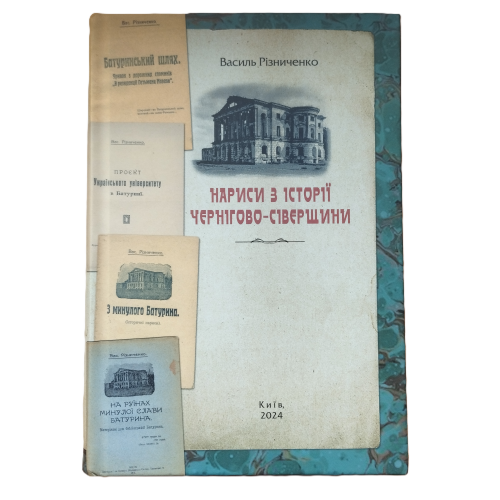 Василь Різниченко
НАРИСИ З ІСТОРІЇ
ЧЕРНІГОВО-СІВЕРЩИНИ
Київ,
2024
Вас. Різниченко.
Батуринський шлях.
Вас. Різниченко.
ПРОЄКТ
Українського університету
в Батурині.
Вас. Різниченко.
З минулого Батурина.
Вас. Різниченко.
НА РУЇНАХ
МИНУЛОЇ СЛАВИ
БАТУРИНА.